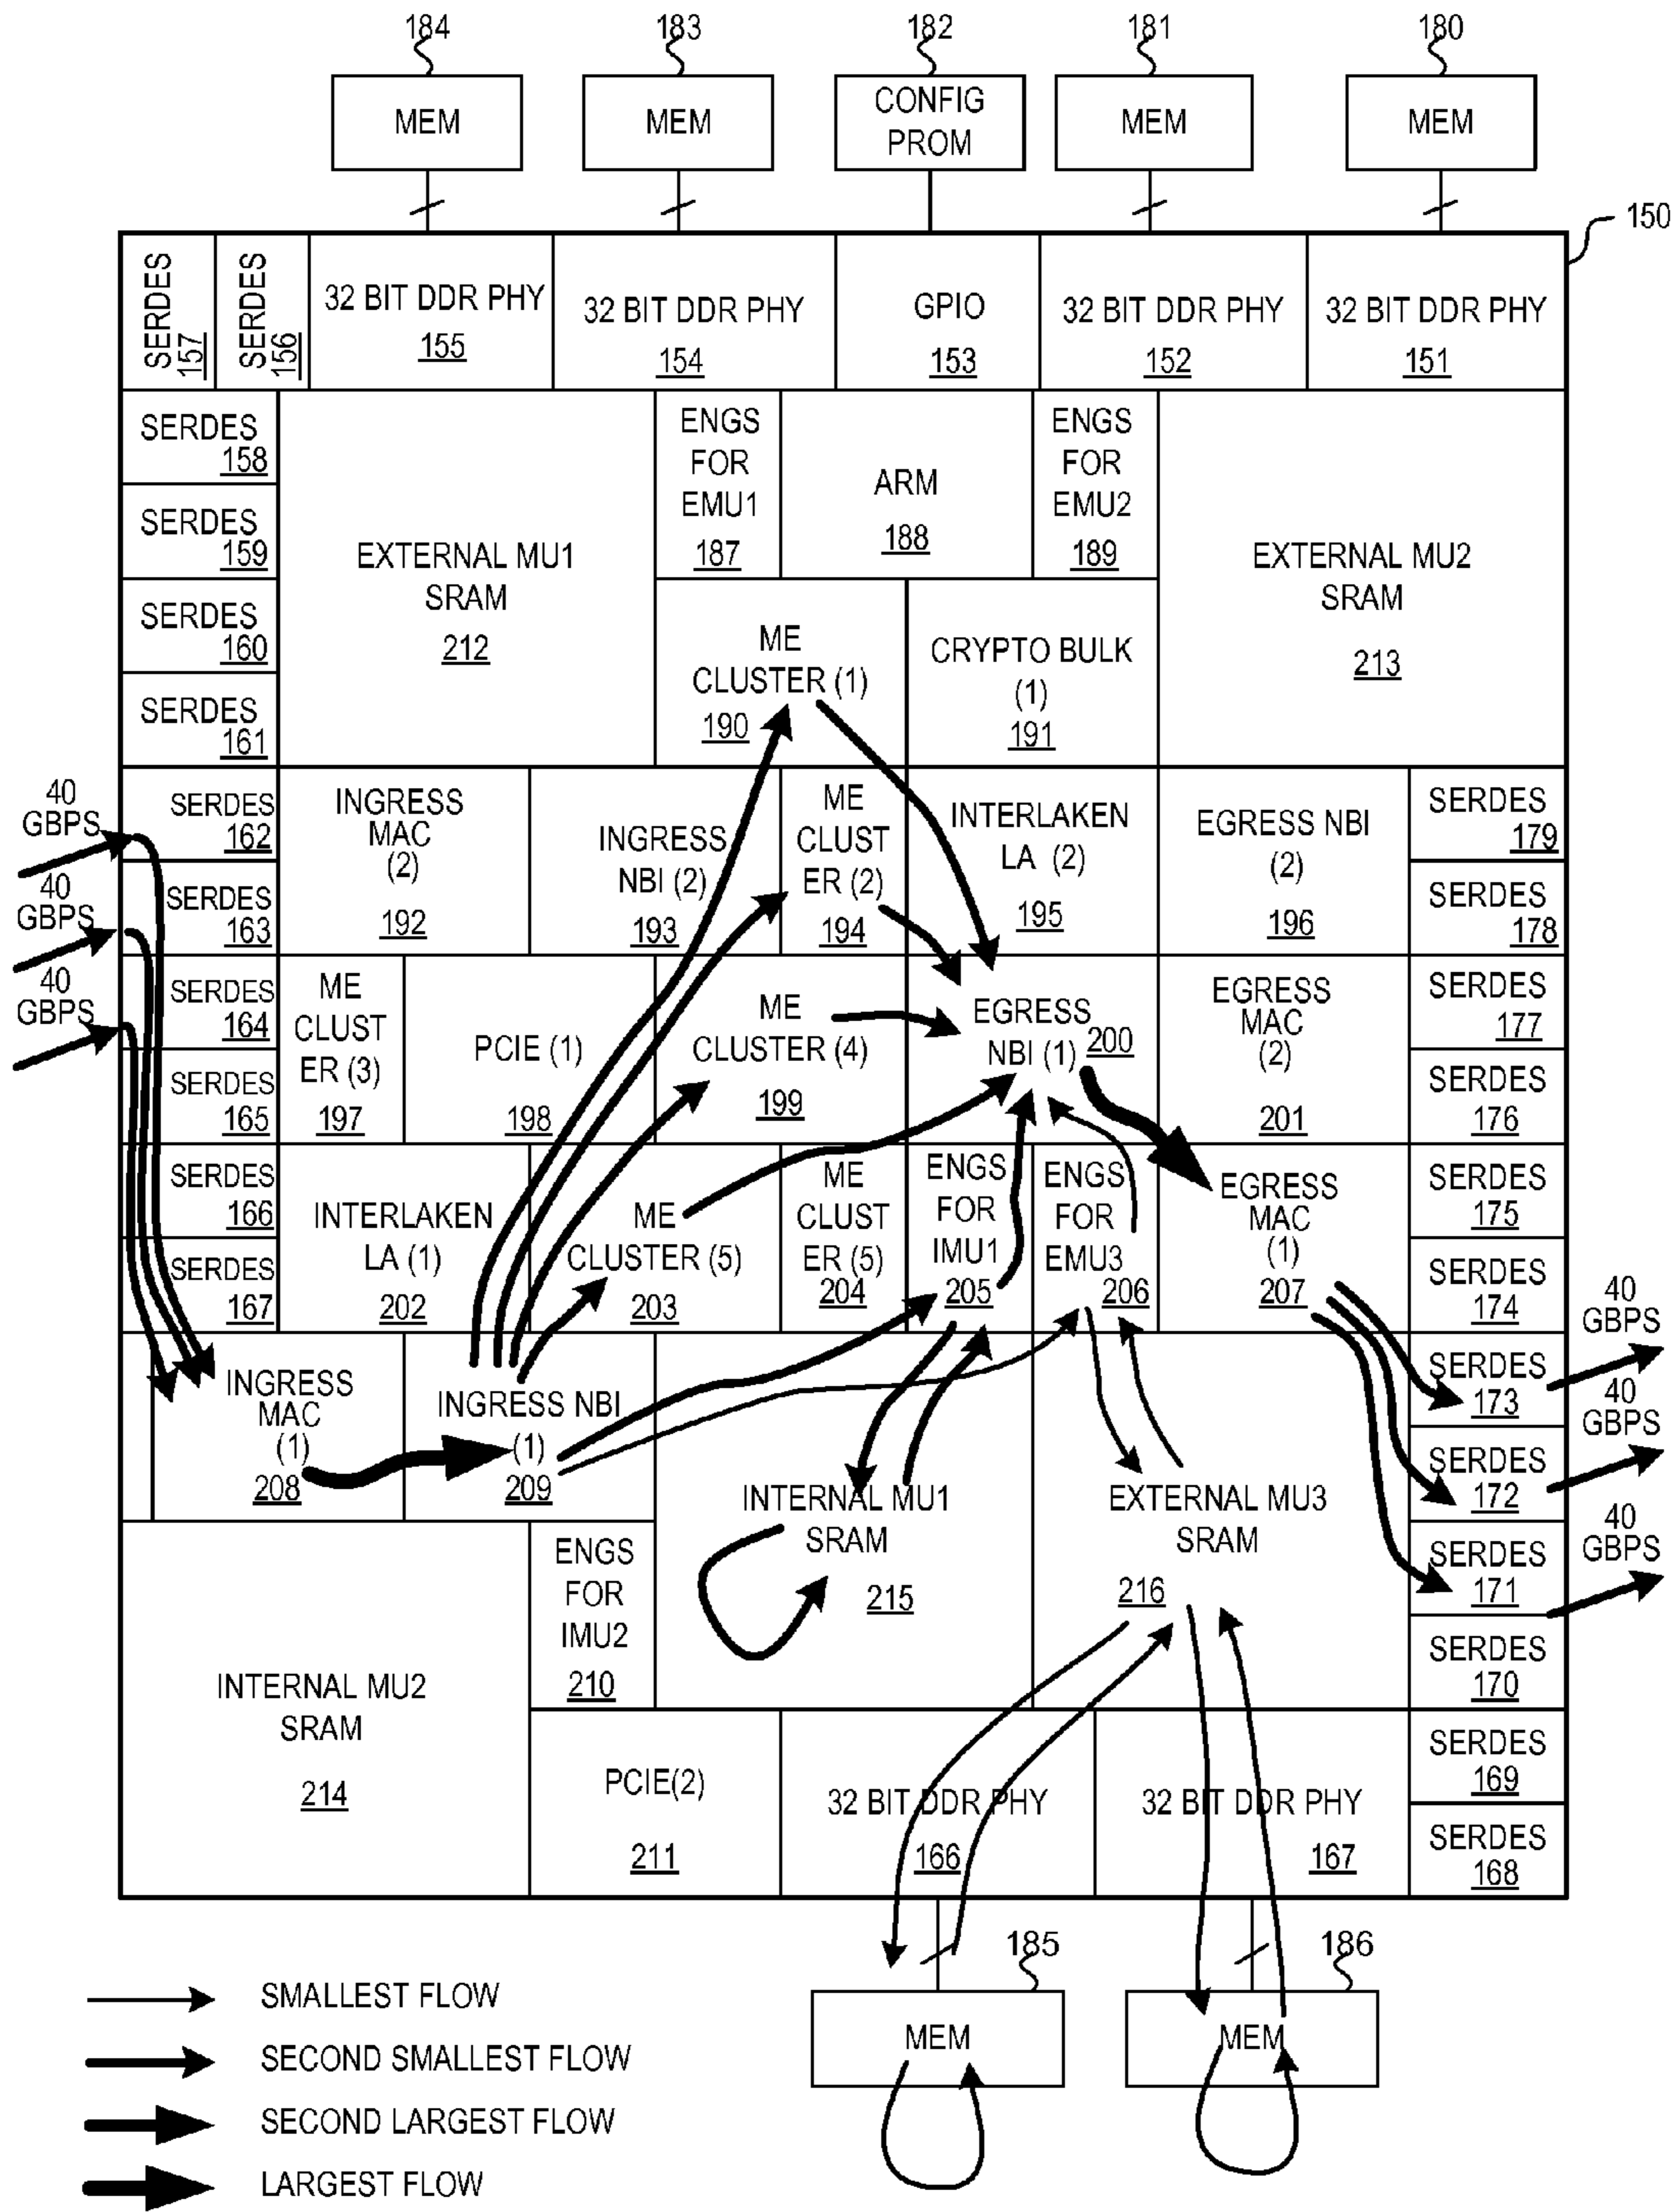 184
183
182
181
180
MEM
MEM
CONFIG
PROM
MEM
MEM
150
SERDES
157
SERDES
156
32 BIT DDR PHY
155
32 BIT DDR PHY
154
GPIO
153
32 BIT DDR PHY
152
32 BIT DDR PHY
151
SERDES
158
SERDES
159
SERDES
160
SERDES
161
EXTERNAL MU1
SRAM
212
ENGS
FOR
EMU1
187
ARM
188
ENGS
FOR
EMU2
189
EXTERNAL MU2
SRAM
213
ME
CLUSTER (1)
190
CRYPTO BULK
(1)
191
40
GBPS
40
GBPS
40
GBPS
SERDES
162
SERDES
163
INGRESS
MAC
(2)
192
INGRESS
NBI (2)
193
ME
CLUST
ER (2)
194
INTERLAKEN
LA (2)
195
EGRESS NBI
(2)
196
SERDES
179
SERDES
178
SERDES
164
SERDES
165
ME
CLUST
ER (3)
197
PCIE (1)
198
ME
CLUSTER (4)
199
EGRESS
NBI (1)
200
EGRESS
MAC
(2)
201
SERDES
177
SERDES
176
SERDES
166
SERDES
167
INTERLAKEN
LA (1)
202
ME
CLUSTER (5)
203
ME
CLUST
ER (5)
204
ENGS
FOR
IMU1
205
ENGS
FOR
EMU3
206
EGRESS
MAC
(1)
207
SERDES
175
SERDES
174
INGRESS
MAC
(1)
208
INGRESS NBI
(1)
209
INTERNAL MU1
SRAM
215
EXTERNAL MU3
SRAM
216
SERDES
173
SERDES
172
SERDES
171
SERDES
170
40
GBPS
40
GBPS
40
GBPS
INTERNAL MU2
SRAM
214
ENGS
FOR
IMU2
210
PCIE(2)
211
32 BIT DDR PHY
166
32 BIT DDR PHY
167
SERDES
169
SERDES
168
185
186
MEM
MEM
SMALLEST FLOW
SECOND SMALLEST FLOW
SECOND LARGEST FLOW
LARGEST FLOW